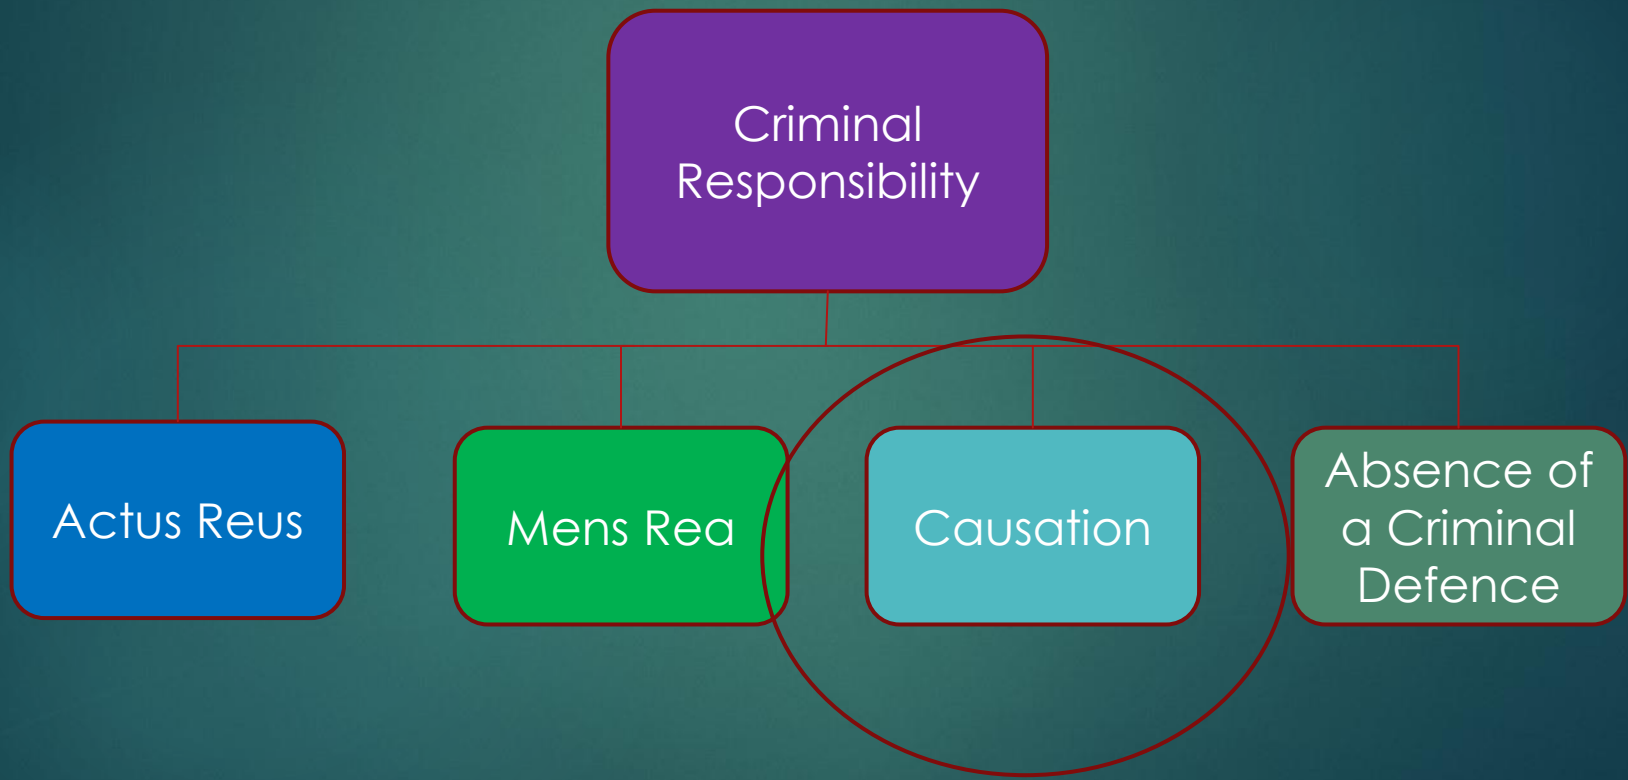 Criminal
Responsibility
Actus Reus
Mens Rea
Causation
Absence of
a Criminal
Defence